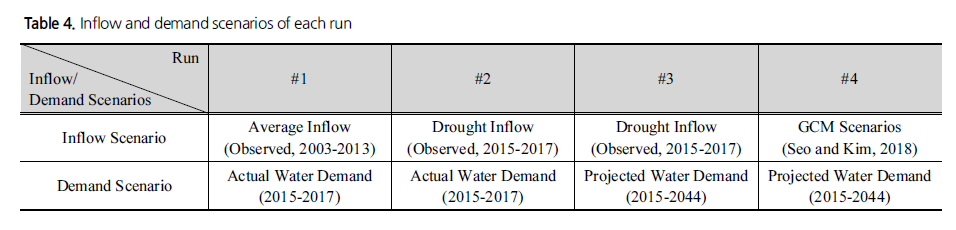 Table 4. Inflow and demand scenarios of each run
Run
Inflow/
Demand Scenarios
#1
#2
#3
#4
Inflow Scenario
Average Inflow
(Observed, 2003-2013)
Drought Inflow
(Observed, 2015-2017)
Drought Inflow
(Observed, 2015-2017)
GCM Scenarios
(Seo and Kim, 2018)
Demand Scenario
Actual Water Demand
(2015-2017)
Actual Water Demand
(2015-2017)
Projected Water Demand
(2015-2044)
Projected Water Demand
(2015-2044)